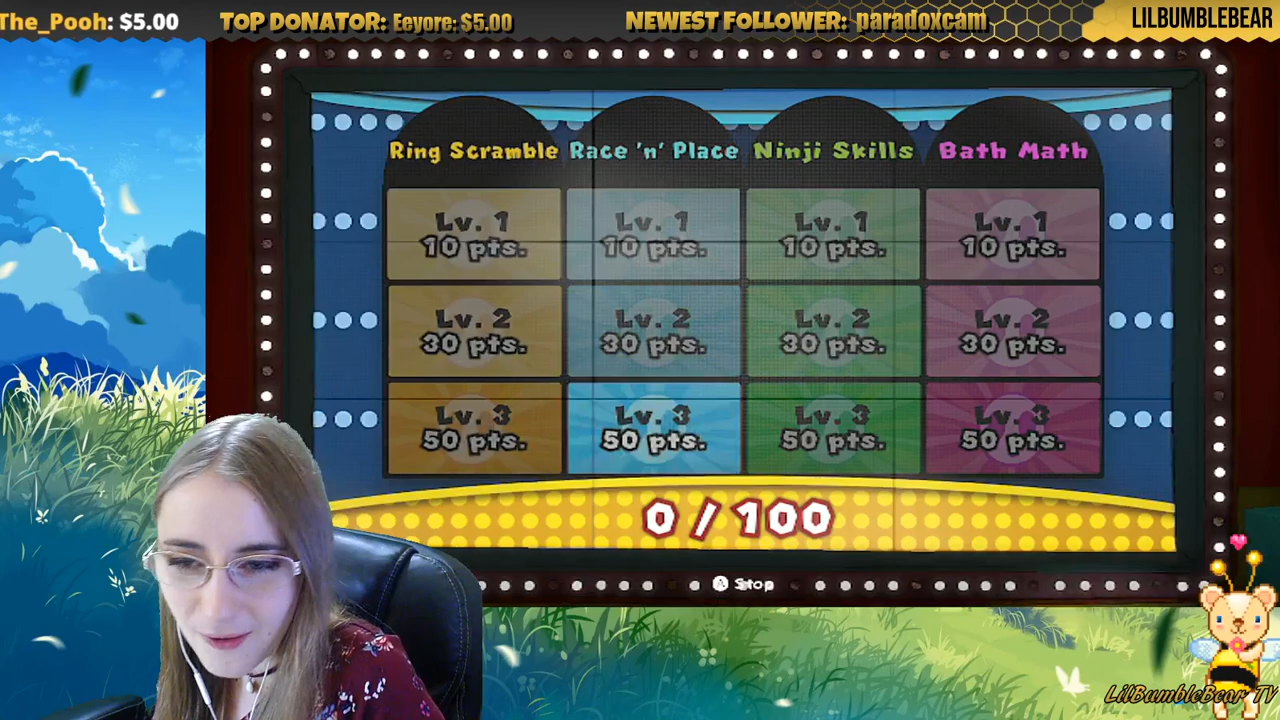 The_Pooh: $5.00
TOP DONATOR: Eeyore: $5.00
NEWEST FOLLOWER: paradoxcam
LILBUMBLEBEAR
Ring Scramble Race 'n' Place Ninji Skills Bath Math
Lv. 1 Lv. 1 Lv. 1 Lv. 1
10 pts. 10 pts. 10 pts. 10 pts.
Lv. 2 Lv. 2 Lv. 2 Lv. 2
30 pts. 30 pts. 30 pts. 30 pts.
Lv. 3 Lv. 3 Lv. 3 Lv. 3
50 pts. 50 pts. 50 pts. 50 pts.
0 / 100
A Stop
LilBumbleBear TV